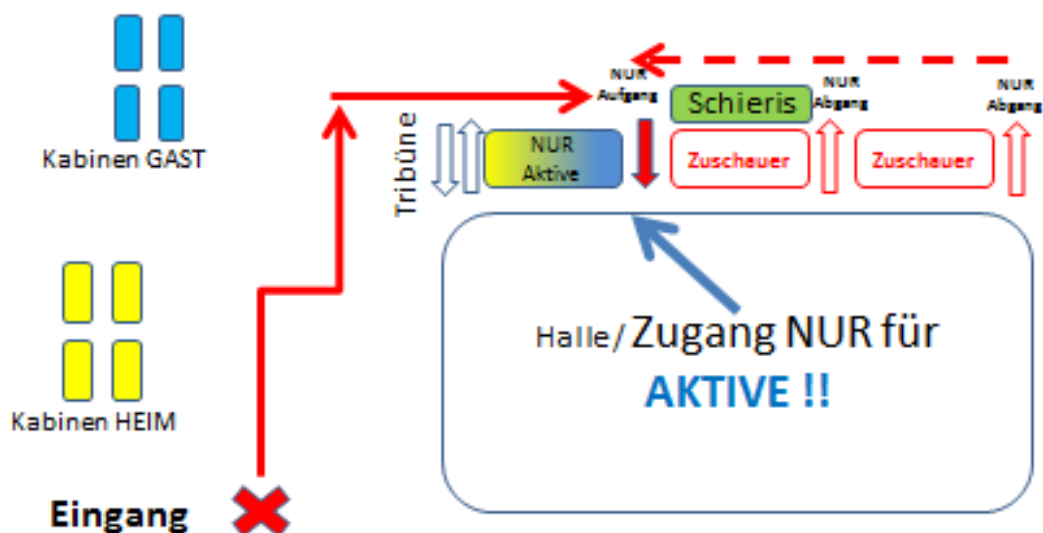 Kabinen GAST
Tribüne
NUR
Aktive
NUR
Aufgang
Schieris
NUR
Abgang
NUR
Abgang
Zuschauer
Zuschauer
Halle/ Zugang NUR für
AKTIVE !!
Kabinen HEIM
Eingang